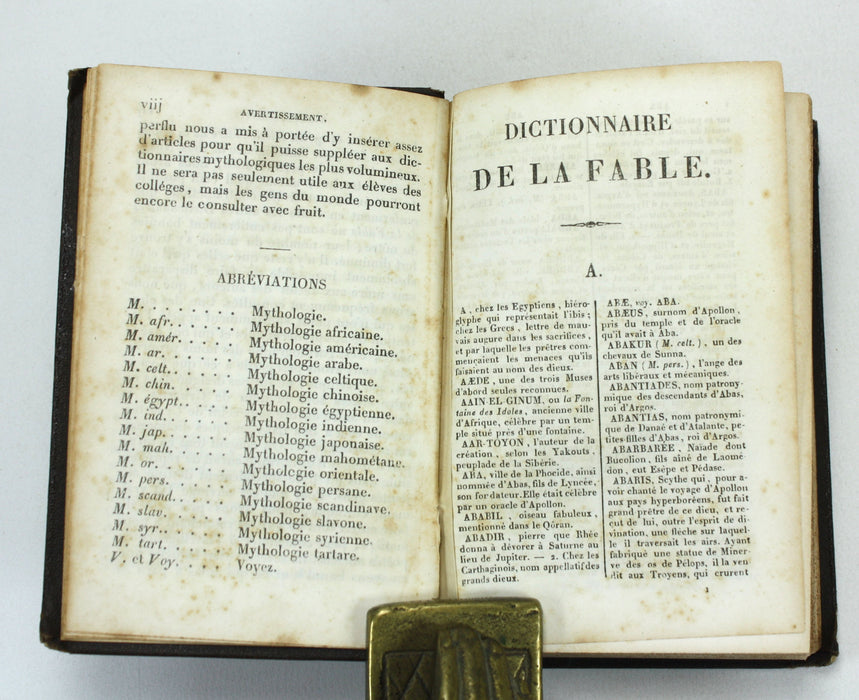 viij
AVERTISSEMENT.
perflu nous a mis à portée d'y insérer assez
d'articles pour qu'il puisse suppléer aux dic-
tionnaires mythologiques les plus volumineux.
Il ne sera pas seulement utile aux élèves des
colléges, mais les gens du monde pourront
encore le consulter avec fruit.
ABRÉVIATIONS
M. . . . . . . . Mythologie.
M. afr. . . . . . Mythologie africaine.
M. amér. . . . . Mythologie américaine.
M. ar. . . . . . Mythologie arabe.
M. celt. . . . . . Mythologie celtique.
M. chin. . . . . Mythologie chinoise.
M. égypt. . . . . Mythologie égyptienne.
M. ind. . . . . . Mythologie indienne.
M. jap. . . . . . Mythologie japonaise.
M. mah. . . . . Mythologie mahométane.
M. or. . . . . . Mythologie orientale.
M. pers. . . . . Mythologie persane.
M. scand. . . . . Mythologie scandinave.
M. slav. . . . . . Mythologie slavone.
M. syr. . . . . . Mythologie syrienne.
M. tart. . . . . . Mythologie tartare.
V. et Voy. . . . . Voyez.
DICTIONNAIRE
DE LA FABLE.
A.
A, chez les Egyptiens, hiéro-
glyphe qui représentait l'ibis;
chez les Grecs, lettre de mau-
vais augure dans les sacrifices,
et par laquelle les prêtres com-
mençaient les menaces qu'ils
faisaient au nom des dieux.
AÆDE, une des trois Muses
d'abord seules reconnues.
AAIN-EL GINUM, ou la Fon-
taine des Idoles, ancienne ville
d'Afrique, célèbre par un tem-
ple situé près d'une fontaine.
AAR-TOYON, l'auteur de la
création, selon les Yakouts,
peuplade de la Sibérie.
ABA, ville de la Phocide, ainsi
nommée d'Abas, fils de Lyncée,
son fondateur. Elle était célèbre
par un oracle d'Apollon.
ABABIL, oiseau fabuleux,
mentionné dans le Qôran.
ABADIR, pierre que Rhée
donna à dévorer à Saturne au
lieu de Jupiter. — 2. Chez les
Carthaginois, nom appellatif des
grands dieux.
ABÆ, voy. ABA.
ABÆUS, surnom d'Apollon,
pris du temple et de l'oracle
qu'il avait à Aba.
ABAKUR (M. celt.), un des
chevaux de Sunna.
ABAN (M. pers.), l'ange des
arts libéraux et mécaniques.
ABANTIADES, nom patrony-
mique des descendants d'Abas,
roi d'Argos.
ABANTIAS, nom patronymi-
que de Danaé et d'Atalante, pe-
tites-filles d'Abas, roi d'Argos.
ABARBARÉE, Naïade dont
Bucolion, fils aîné de Laomé-
don, eut Esèpe et Pédase.
ABARIS, Scythe qui, pour a-
voir chanté le voyage d'Apollon
aux pays hyperboréens, fut fait
grand prêtre de ce dieu, et re-
çut de lui, outre l'esprit de di-
vination, une flèche sur laquel-
le il traversait les airs. Ayant
fabriqué une statue de Miner-
ve des os de Pélops, il la ven
dit aux Troyens, qui crurent
1